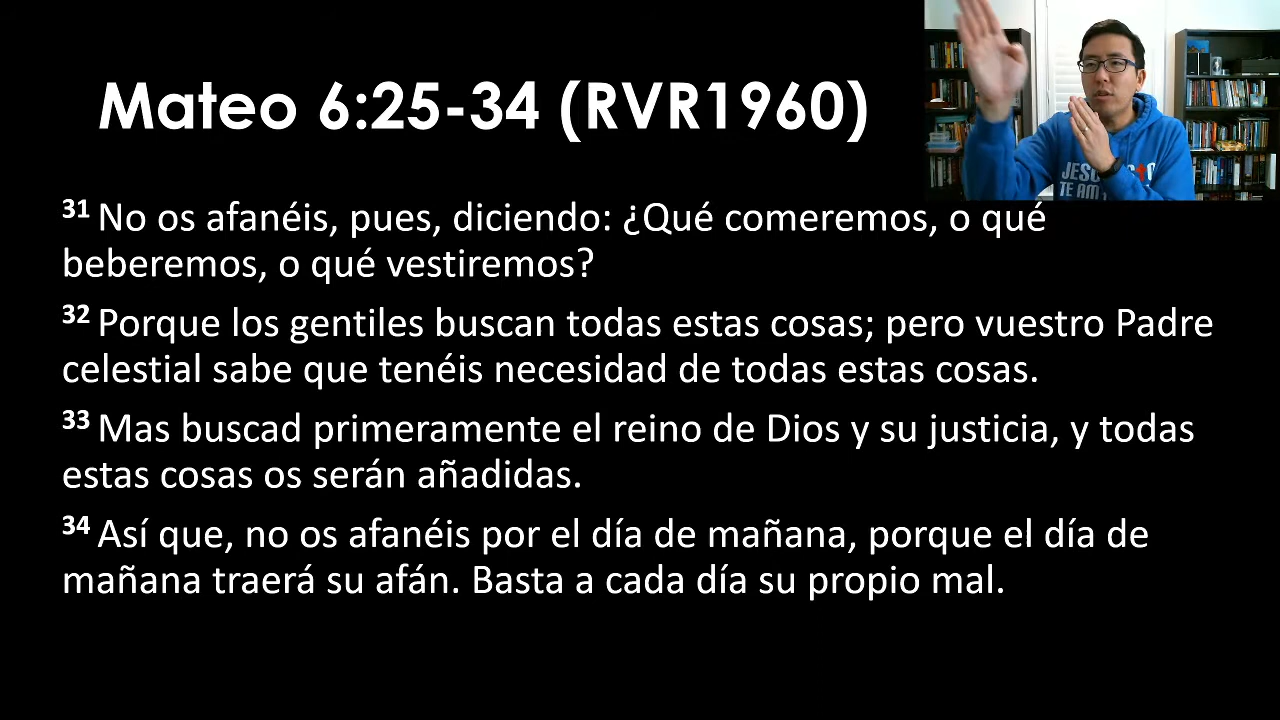 Mateo 6:25-34 (RVR1960)
31 No os afanéis, pues, diciendo: ¿Qué comeremos, o qué
beberemos, o qué vestiremos?
32 Porque los gentiles buscan todas estas cosas; pero vuestro Padre
celestial sabe que tenéis necesidad de todas estas cosas.
33 Mas buscad primeramente el reino de Dios y su justicia, y todas
estas cosas os serán añadidas.
34 Así que, no os afanéis por el día de mañana, porque el día de
mañana traerá su afán. Basta a cada día su propio mal.
TE AM